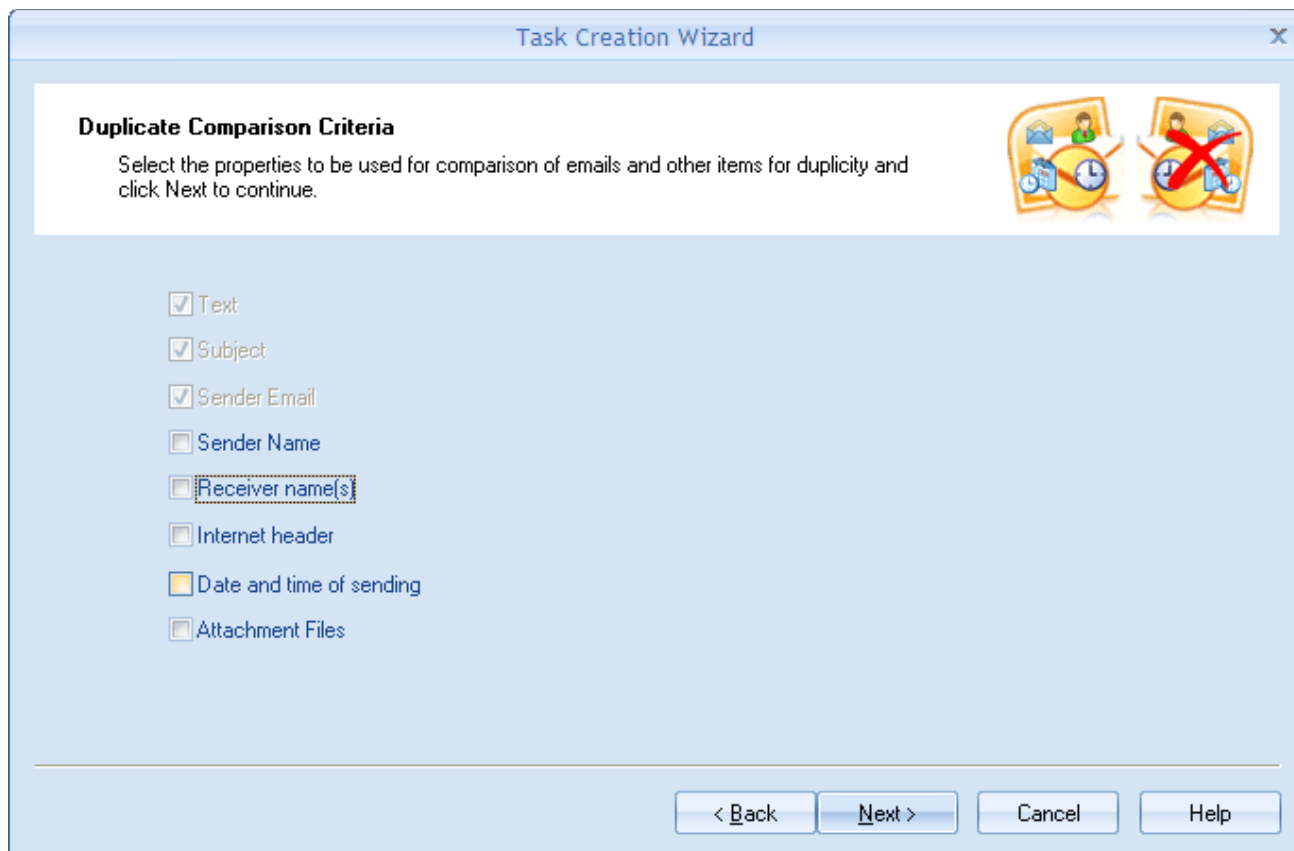 Task Creation Wizard
Duplicate Comparison Criteria
Select the properties to be used for comparison of emails and other items for duplicity and
click Next to continue.
Text
Subject
Sender Email
Sender Name
Receiver name(s)
Internet header
Date and time of sending
Attachment Files
< Back
Next >
Cancel
Help